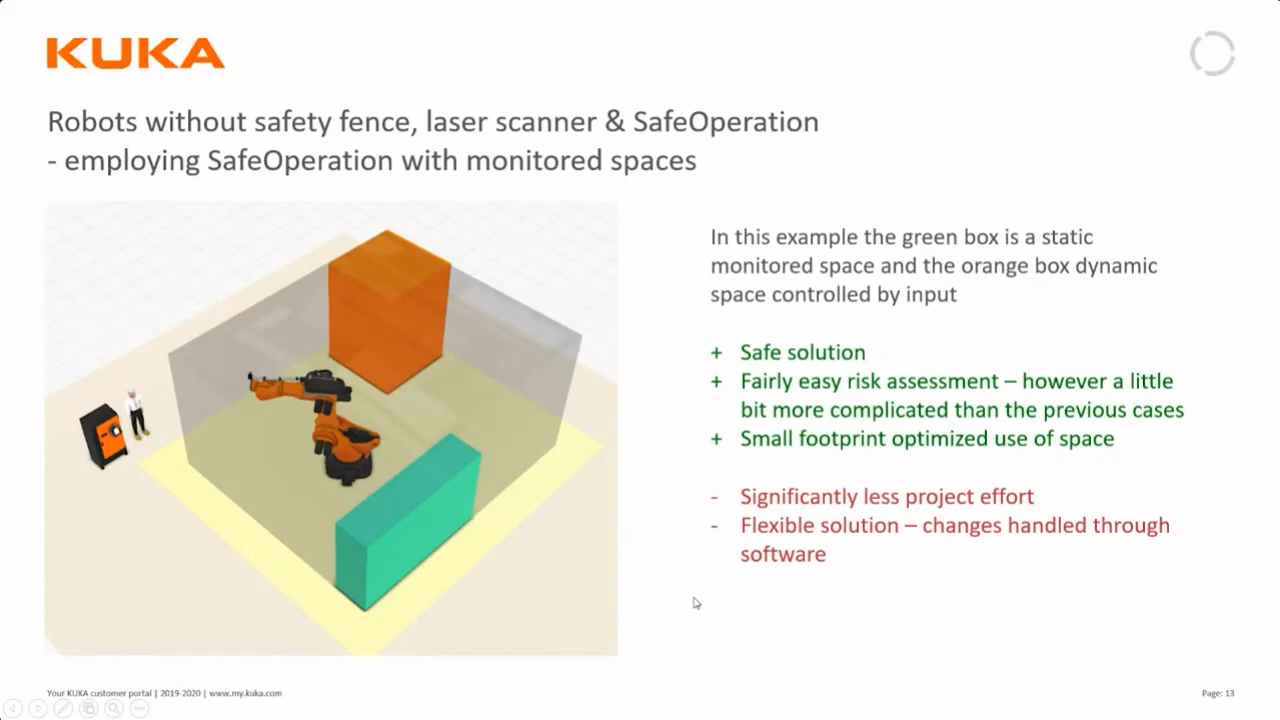 KUKA
Robots without safety fence, laser scanner & SafeOperation
- employing SafeOperation with monitored spaces
In this example the green box is a static
monitored space and the orange box dynamic
space controlled by input
+ Safe solution
+ Fairly easy risk assessment – however a little
bit more complicated than the previous cases
+ Small footprint optimized use of space
- Significantly less project effort
- Flexible solution – changes handled through
software
Your KUKA customer portal | 2019-2020 | www.my.kuka.com
Page: 13